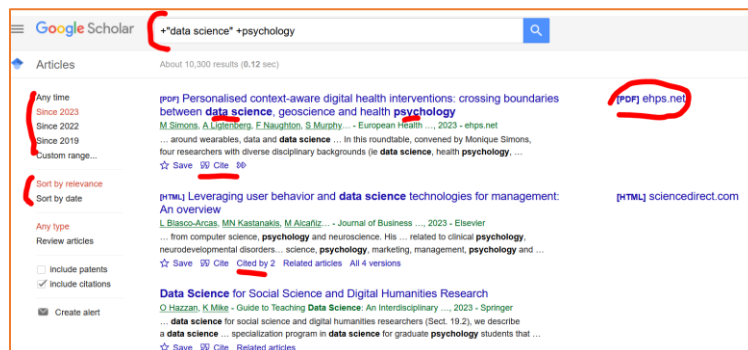 Google Scholar
+"data science" +psychology
Articles
About 10,300 results (0.12 sec)
Any time
Since 2023
Since 2022
Since 2019
Custom range...
Sort by relevance
Sort by date
Any type
Review articles
include patents
include citations
Create alert
[PDF] Personalised context-aware digital health interventions: crossing boundaries
between data science, geoscience and health psychology
M Simons, A Ligtenberg, F Naughton, S Murphy... - European Health ..., 2023 - ehps.net
... around wearables, data and data science ... In this roundtable, convened by Monique Simons,
four researchers with diverse disciplinary backgrounds (ie data science, health psychology, ...
Save Cite
[PDF] ehps.net
[HTML] Leveraging user behavior and data science technologies for management:
An overview
L Blasco-Arcas, MN Kastanakis, M Alcañiz... - Journal of Business ..., 2023 - Elsevier
... from computer science, psychology and neuroscience. His ... related to clinical psychology,
neurodevelopmental disorders... science, psychology, marketing, management, psychology and ...
Save Cite Cited by 2 Related articles All 4 versions
[HTML] sciencedirect.com
Data Science for Social Science and Digital Humanities Research
O Hazzan, K Mike - Guide to Teaching Data Science: An Interdisciplinary ..., 2023 - Springer
... data science for social science and digital humanities researchers (Sect. 19.2), we describe
a data science ... specialization program in data science for graduate psychology students that ...
Save Cite Related articles